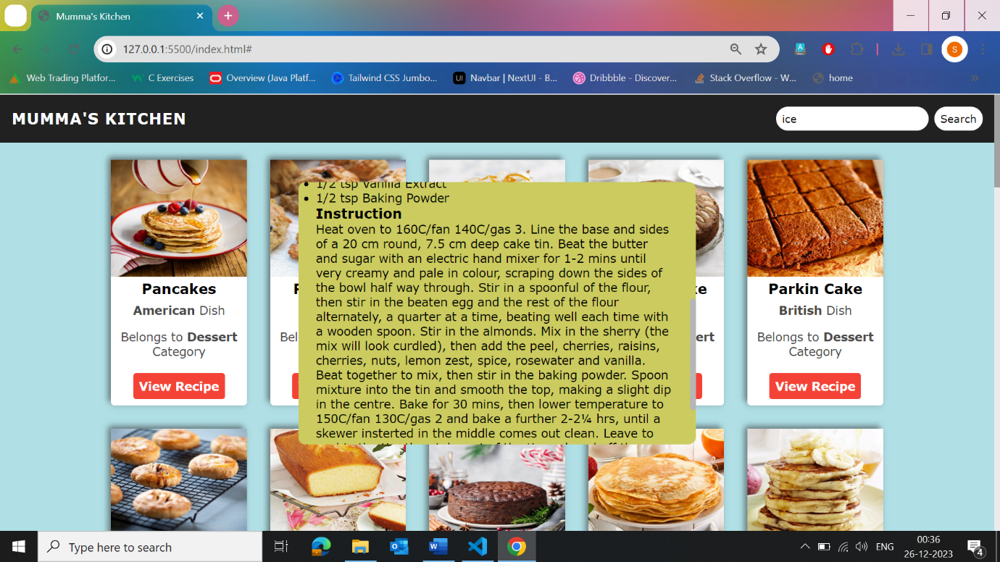 Mumma's Kitchen
127.0.0.1:5500/index.html#
Web Trading Platfor...
C Exercises
Overview (Java Platf...
Tailwind CSS Jumbo...
UI
Navbar | NextUI - B...
Dribbble - Discover...
Stack Overflow - W...
home
MUMMA'S KITCHEN
ice
Search
1/2 tsp Vanilla Extract
1/2 tsp Baking Powder
Instruction
Heat oven to 160C/fan 140C/gas 3. Line the base and sides
of a 20 cm round, 7.5 cm deep cake tin. Beat the butter
and sugar with an electric hand mixer for 1-2 mins until
very creamy and pale in colour, scraping down the sides of
the bowl half way through. Stir in a spoonful of the flour,
then stir in the beaten egg and the rest of the flour
alternately, a quarter at a time, beating well each time with
a wooden spoon. Stir in the almonds. Mix in the sherry (the
mix will look curdled), then add the peel, cherries, raisins,
cherries, nuts, lemon zest, spice, rosewater and vanilla.
Beat together to mix, then stir in the baking powder. Spoon
mixture into the tin and smooth the top, making a slight dip
in the centre. Bake for 30 mins, then lower temperature to
150C/fan 130C/gas 2 and bake a further 2-2¼ hrs, until a
skewer insterted in the middle comes out clean. Leave to
Pancakes
American Dish
Belongs to Dessert
Category
View Recipe
Parkin Cake
British Dish
Belongs to Dessert
Category
View Recipe
Type here to search
ENG
00:36
26-12-2023
4